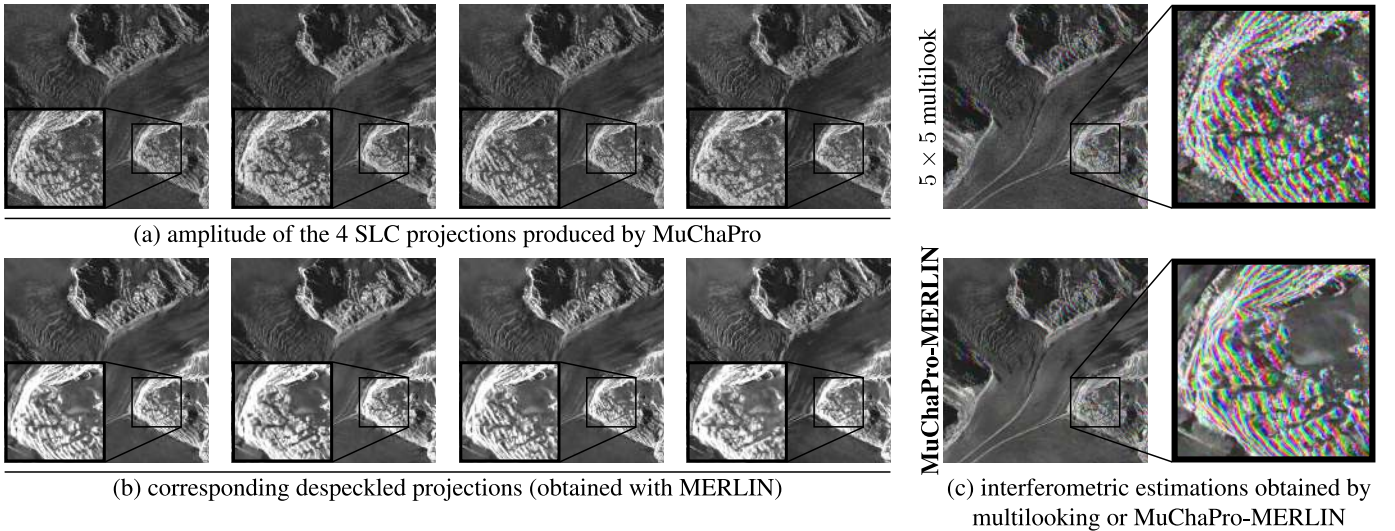 5 × 5 multilook
(a) amplitude of the 4 SLC projections produced by MuChaPro
MuChaPro-MERLIN
(b) corresponding despeckled projections (obtained with MERLIN)
(c) interferometric estimations obtained by
multilooking or MuChaPro-MERLIN